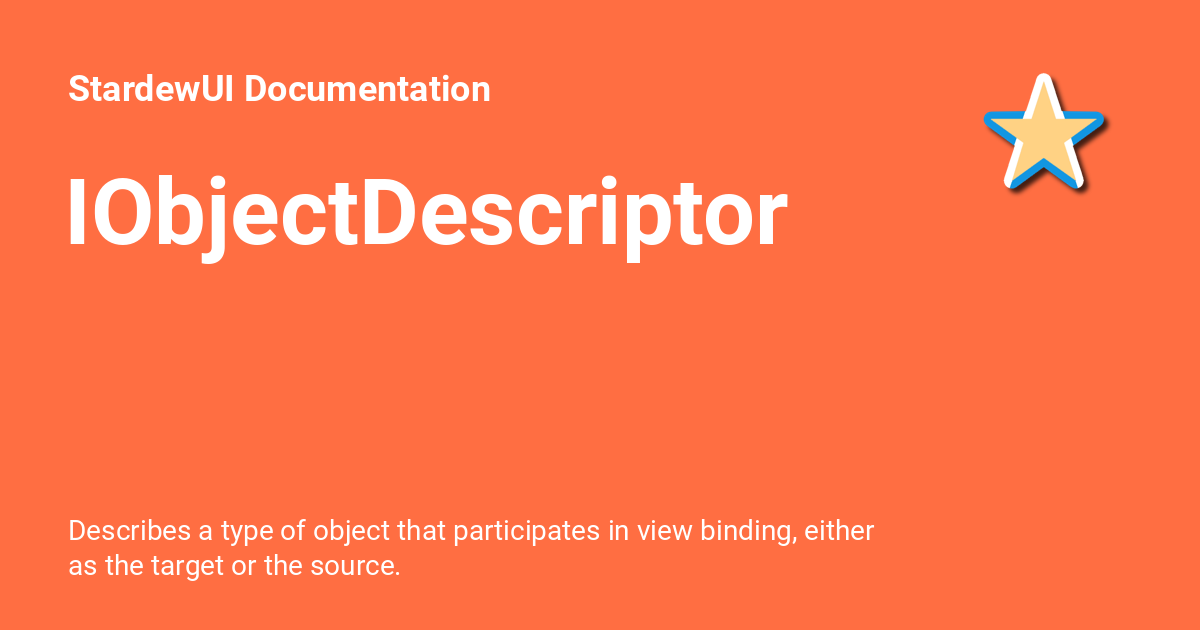 StardewUI Documentation
IObjectDescriptor
Describes a type of object that participates in view binding, either
as the target or the source.